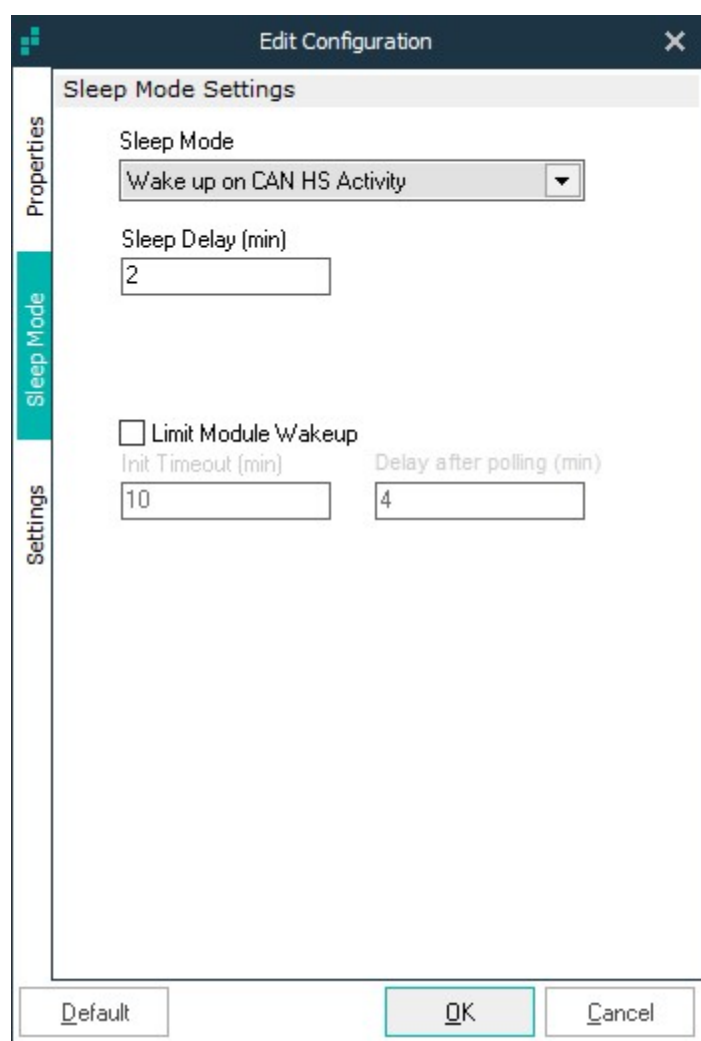 Edit Configuration
Properties
Sleep Mode
Settings
Sleep Mode Settings
Sleep Mode
Wake up on CAN HS Activity
Sleep Delay (min)
2
Limit Module Wakeup
Init Timeout (min) Delay after polling (min)
10 4
Default OK Cancel